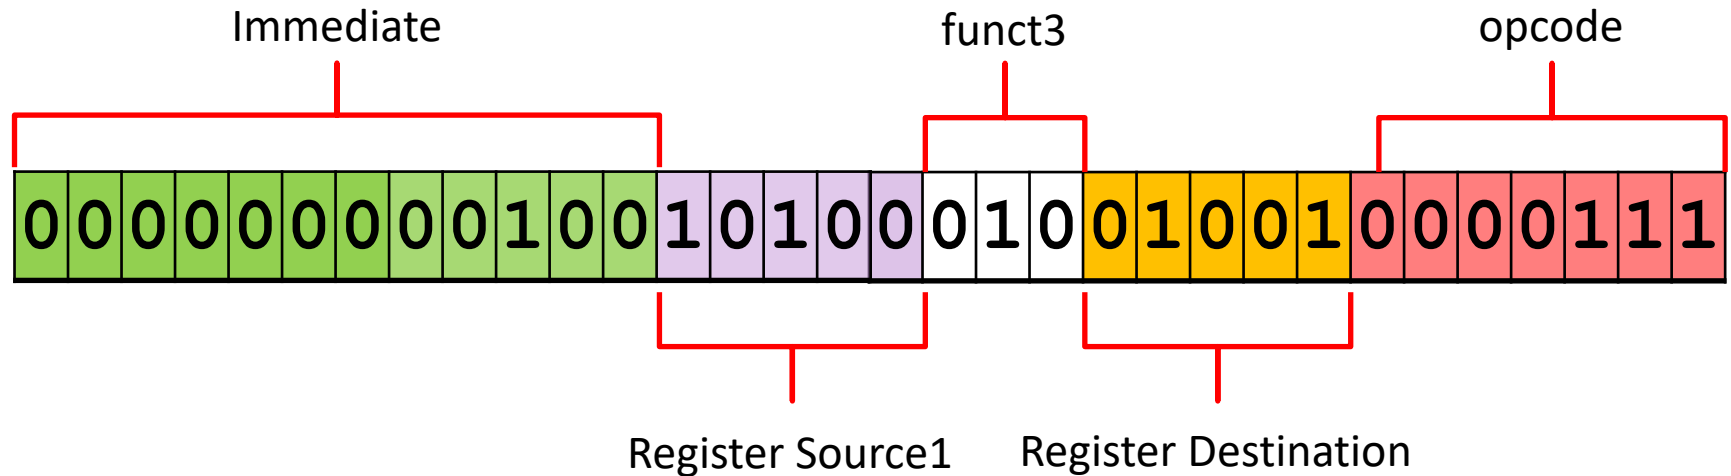 Immediate funct3 opcode
00000000010010100010010010000111
Register Source1 Register Destination